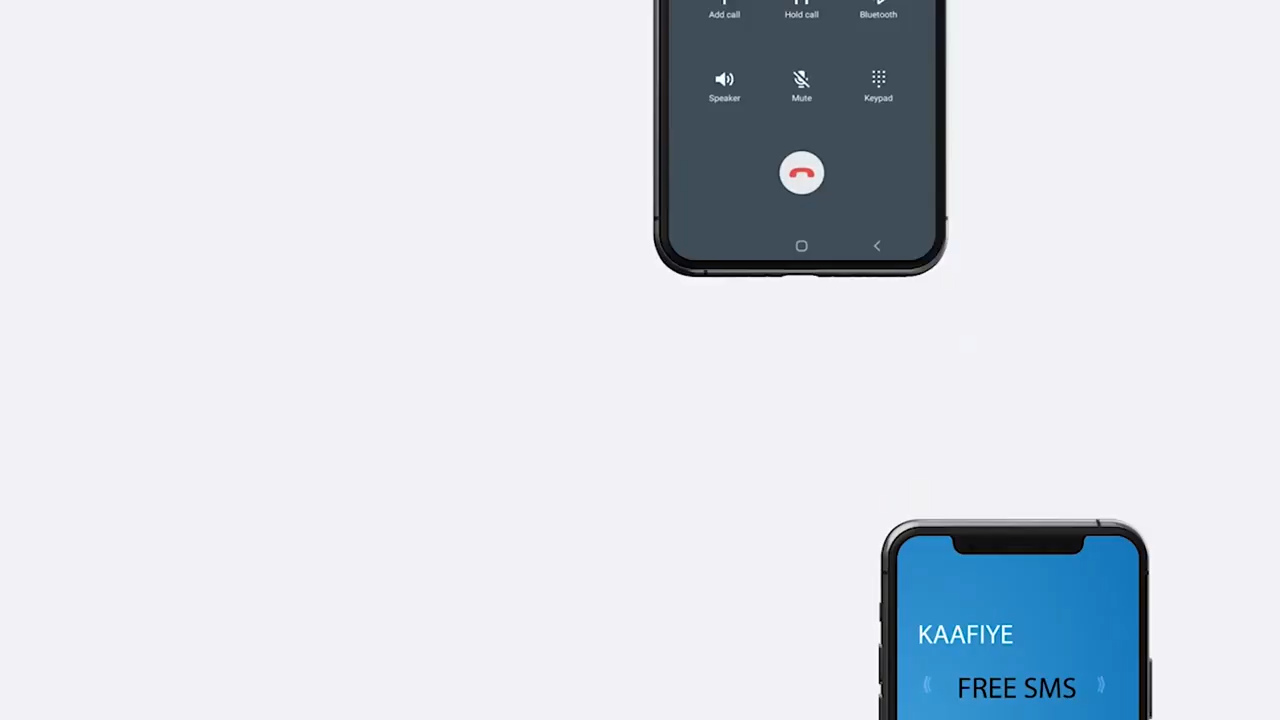 Add call Hold call Bluetooth
Speaker Mute Keypad
KAAFIYE
FREE SMS